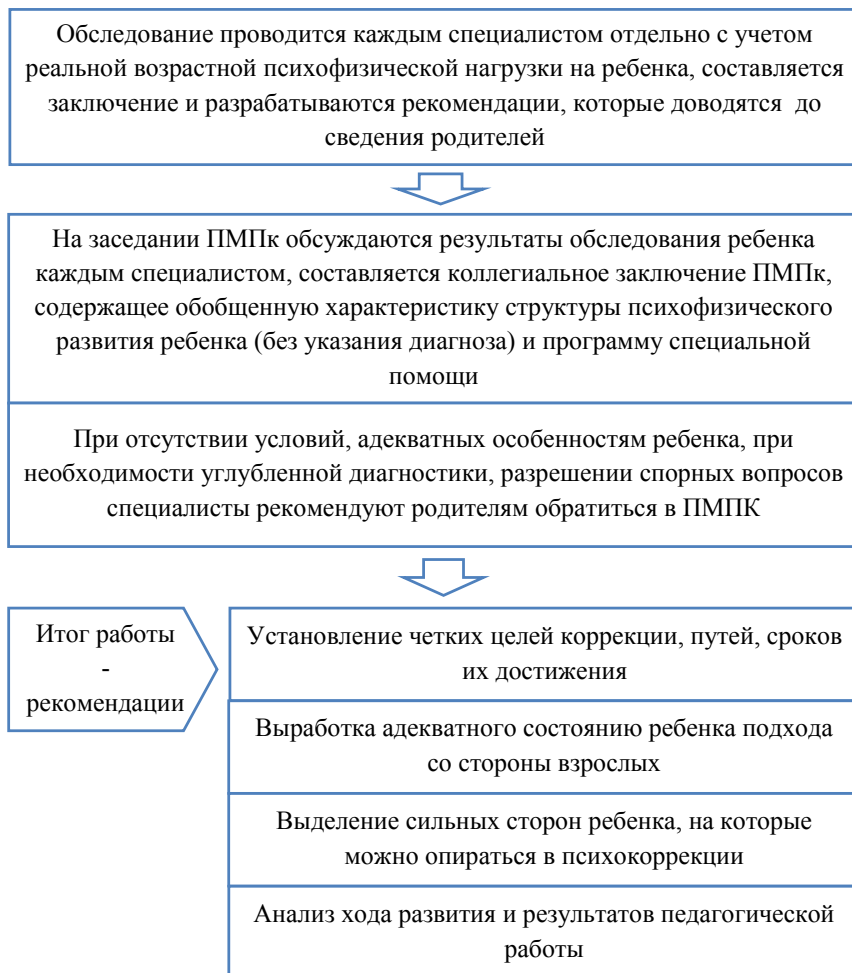 Обследование проводится каждым специалистом отдельно с учетом
реальной возрастной психофизической нагрузки на ребенка, составляется
заключение и разрабатываются рекомендации, которые доводятся до
сведения родителей
На заседании ПМПк обсуждаются результаты обследования ребенка
каждым специалистом, составляется коллегиальное заключение ПМПк,
содержащее обобщенную характеристику структуры психофизического
развития ребенка (без указания диагноза) и программу специальной
помощи
При отсутствии условий, адекватных особенностям ребенка, при
необходимости углубленной диагностики, разрешении спорных вопросов
специалисты рекомендуют родителям обратиться в ПМПК
Итог работы
-
рекомендации
Установление четких целей коррекции, путей, сроков
их достижения
Выработка адекватного состоянию ребенка подхода
со стороны взрослых
Выделение сильных сторон ребенка, на которые
можно опираться в психокоррекции
Анализ хода развития и результатов педагогической
работы